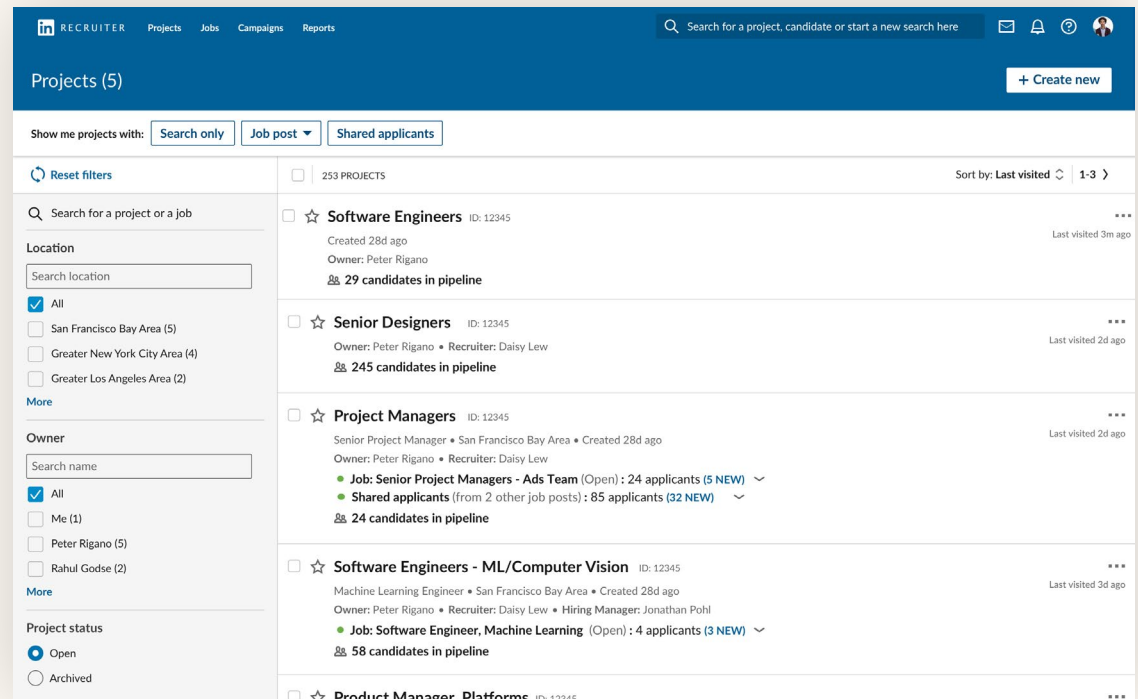 in RECRUITER Projects Jobs Campaigns Reports Search for a project, candidate or start a new search here
Projects (5) + Create new
Show me projects with: Search only Job post Shared applicants
Reset filters 253 PROJECTS Sort by: Last visited 1-3
Search for a project or a job
Location
Search location
All
San Francisco Bay Area (5)
Greater New York City Area (4)
Greater Los Angeles Area (2)
More
Owner
Search name
All
Me (1)
Peter Rigano (5)
Rahul Godse (2)
More
Project status
Open
Archived
Software Engineers ID: 12345
Last visited 3m ago
Created 28d ago
Owner: Peter Rigano
29 candidates in pipeline
Senior Designers ID: 12345
Last visited 2d ago
Owner: Peter Rigano • Recruiter: Daisy Lew
245 candidates in pipeline
Project Managers ID: 12345
Last visited 2d ago
Senior Project Manager • San Francisco Bay Area • Created 28d ago
Owner: Peter Rigano • Recruiter: Daisy Lew
• Job: Senior Project Managers - Ads Team (Open) : 24 applicants (5 NEW)
• Shared applicants (from 2 other job posts) : 85 applicants (32 NEW)
24 candidates in pipeline
Software Engineers - ML/Computer Vision ID: 12345
Last visited 3d ago
Machine Learning Engineer • San Francisco Bay Area • Created 28d ago
Owner: Peter Rigano • Recruiter: Daisy Lew • Hiring Manager: Jonathan Pohl
• Job: Software Engineer, Machine Learning (Open) : 4 applicants (3 NEW)
58 candidates in pipeline
Product Manager, Platforms ID: 12345